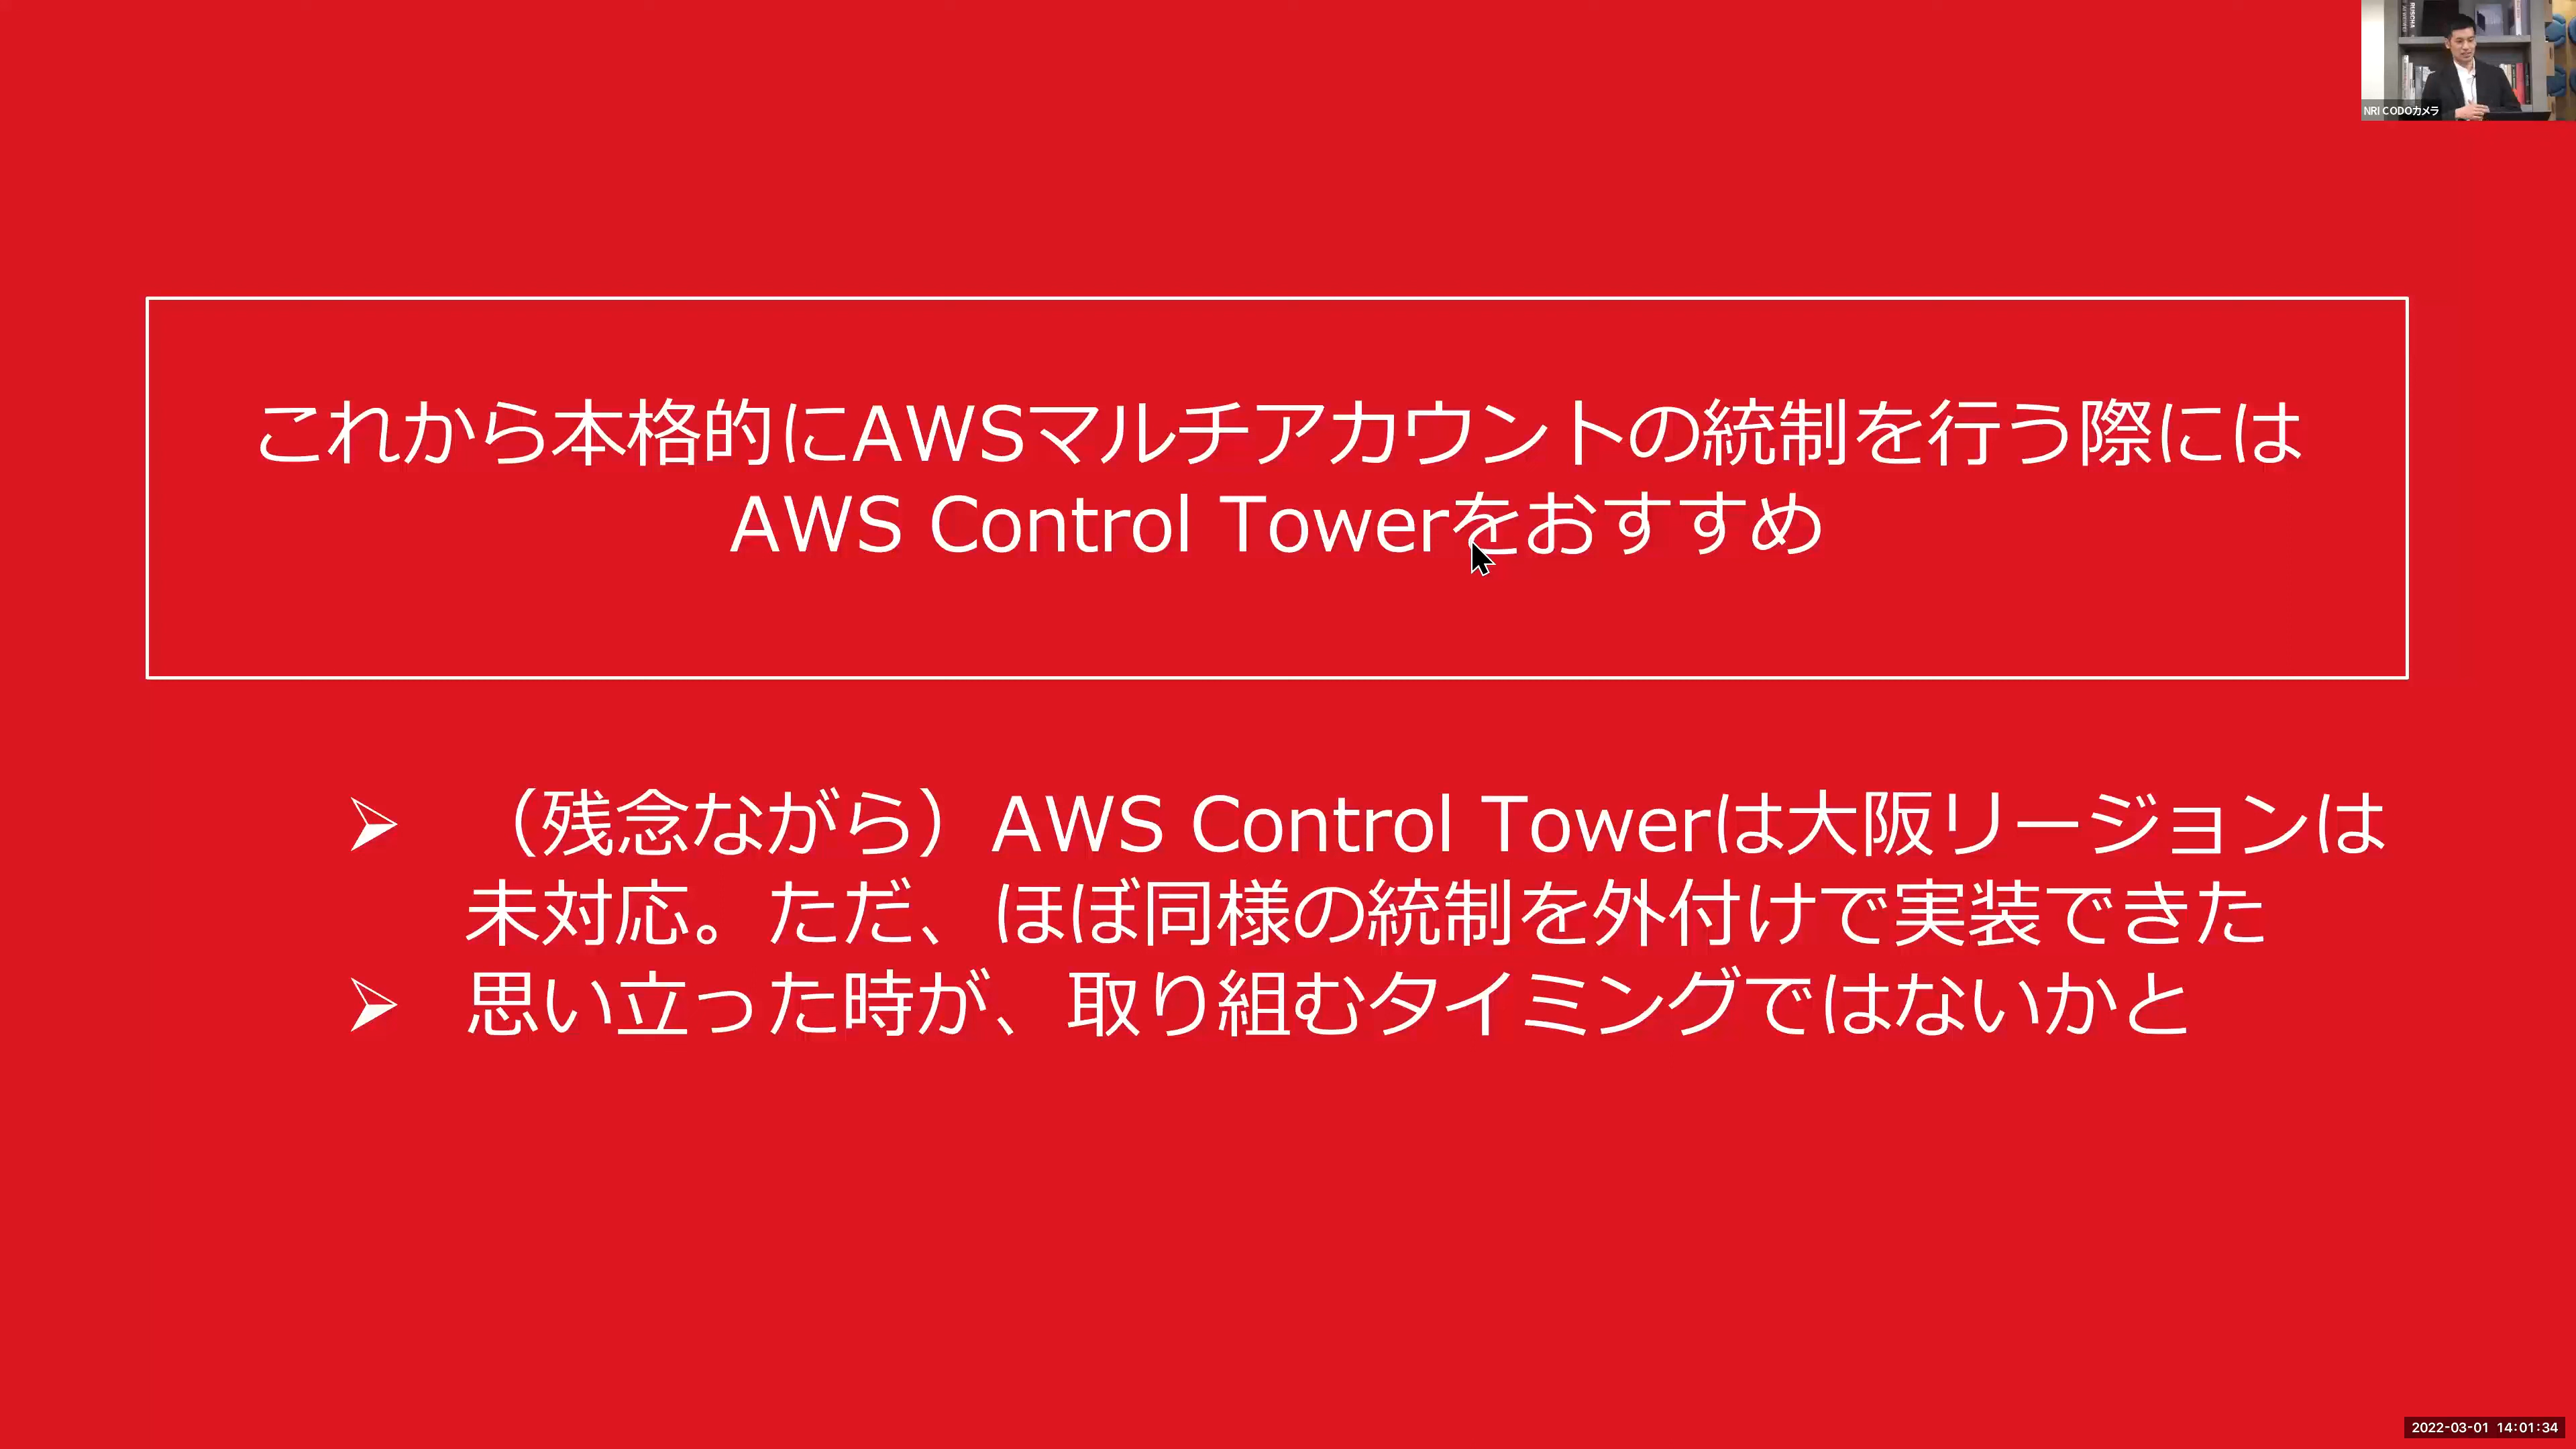 NRI CODOカメラ
これから本格的にAWSマルチアカウントの統制を行う際には
AWS Control Towerをおすすめ
➢ （残念ながら）AWS Control Towerは大阪リージョンは
未対応。ただ、ほぼ同様の統制を外付けで実装できた
➢ 思い立った時が、取り組むタイミングではないかと
2022-03-01 14:01:34